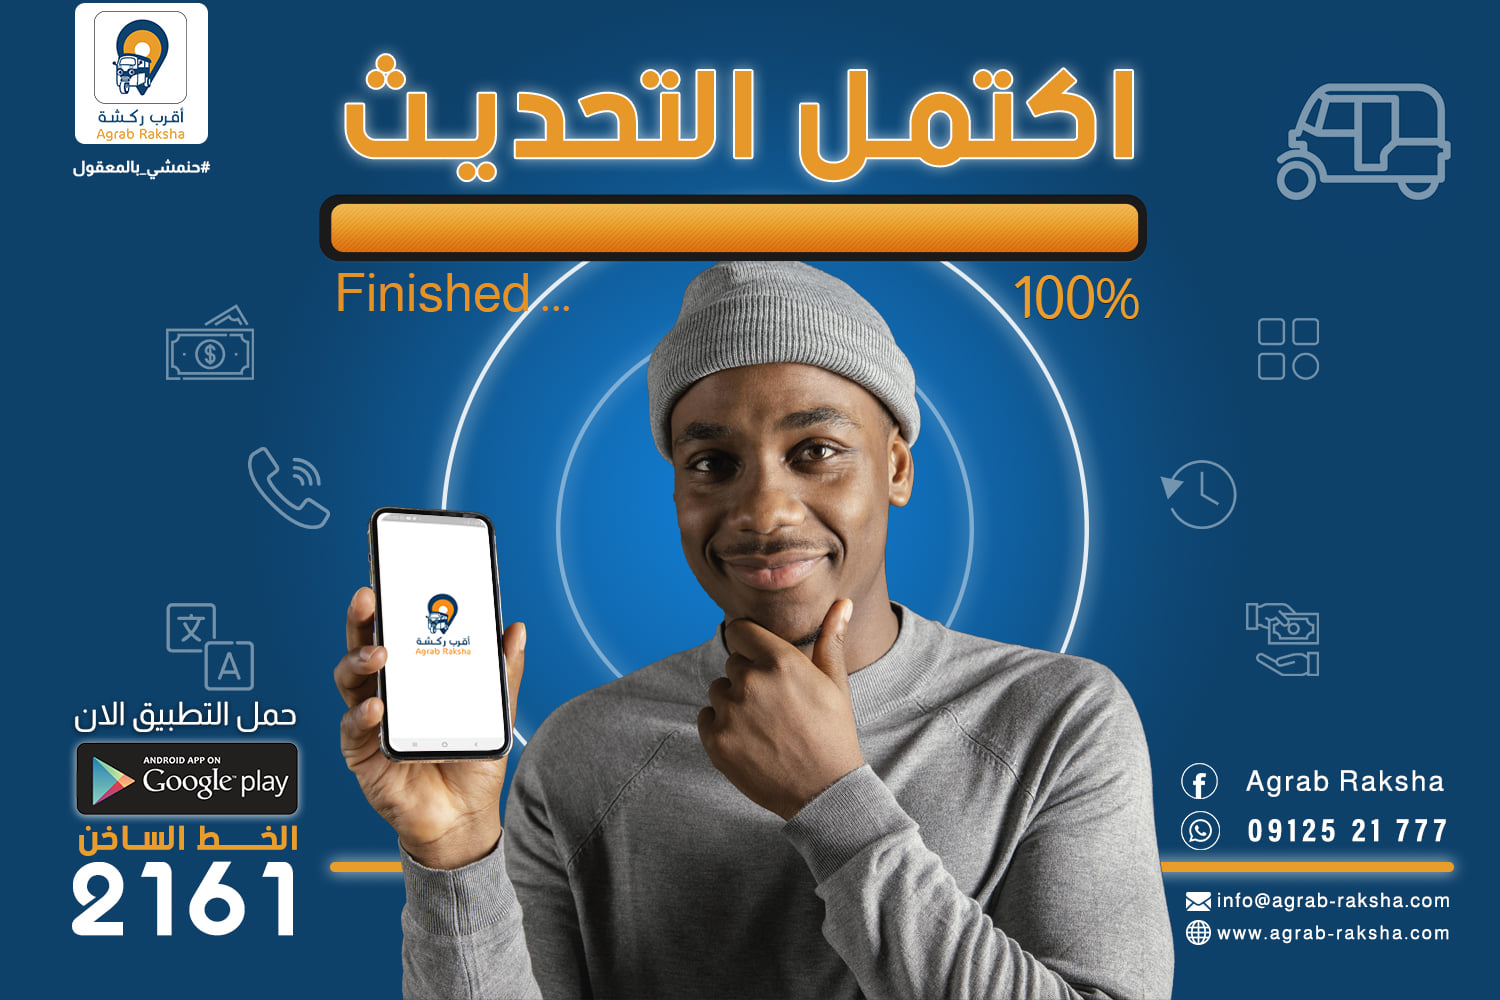 أقرب ركشة
Agrab Raksha
#حنمشي_بالمعقول
اكتمل التحديث
Finished ...
100%
أقرب ركشة
Agrab Raksha
文
A
حمل التطبيق الان
ANDROID APP ON
Google play
الخط الساخن
2161
Agrab Raksha
09125 21 777
info@agrab-raksha.com
www.agrab-raksha.com